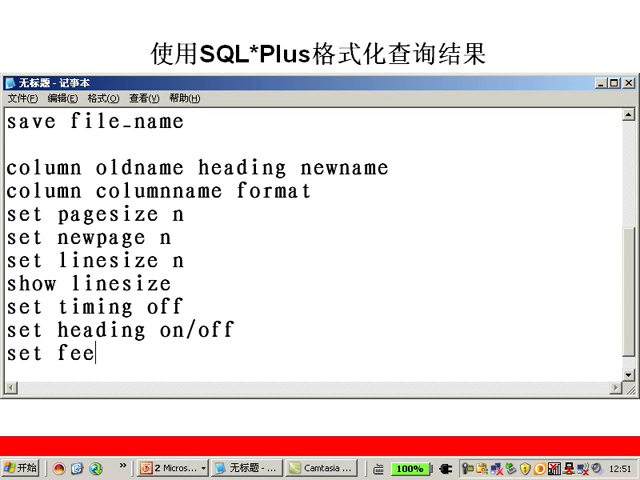 使用SQL*Plus格式化查询结果
无标题 - 记事本
文件(F) 编辑(E) 格式(O) 查看(V) 帮助(H)
save file_name
column oldname heading newname
column columnname format
set pagesize n
set newpage n
set linesize n
show linesize
set timing off
set heading on/off
set fee
开始 » 2 Micros... 无标题 - ... Camtasia ... 100% 12:51